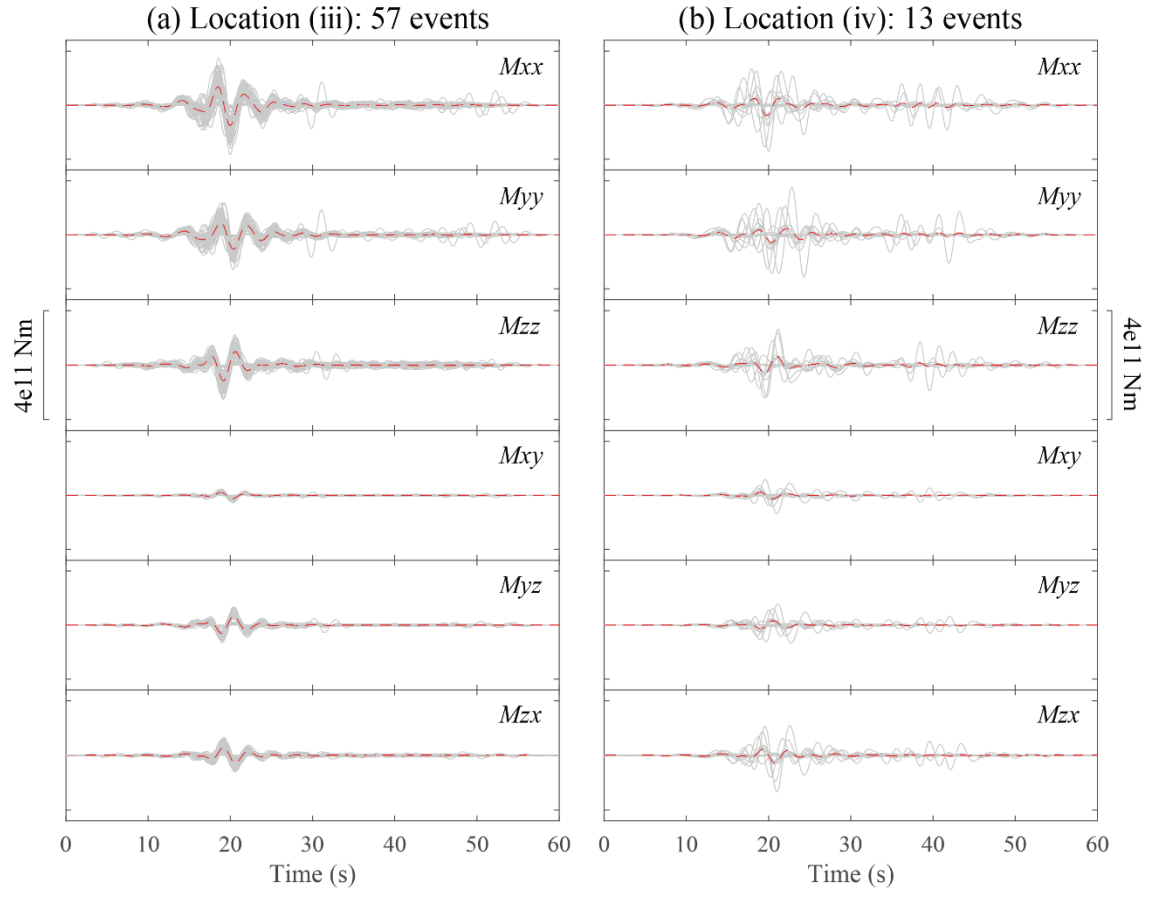 (a) Location (iii): 57 events
(b) Location (iv): 13 events
Mxx
Mxx
Myy
Myy
4e11 Nm
Mzz
Mzz
4e11 Nm
Mxy
Mxy
Myz
Myz
Mzx
Mzx
0 10 20 30 40 50 60
0 10 20 30 40 50 60
Time (s)
Time (s)